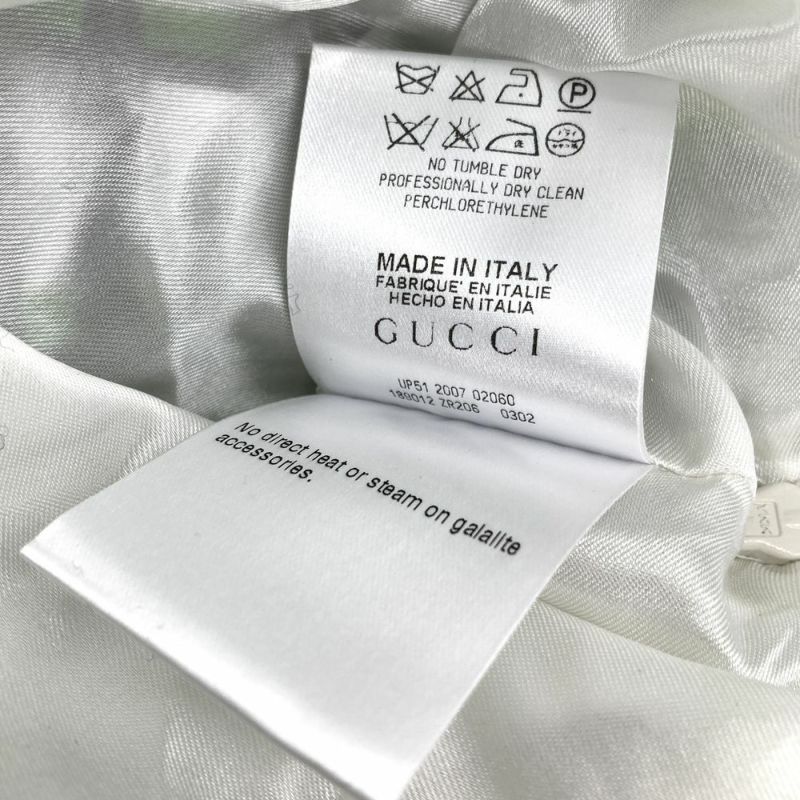 P
NO TUMBLE DRY
PROFESSIONALLY DRY CLEAN
PERCHLORETHYLENE
MADE IN ITALY
FABRIQUE' EN ITALIE
HECHO EN ITALIA
GUCCI
UP51 2007 02060
189012 ZR206 0302
No direct heat or steam on galalite
accessories.